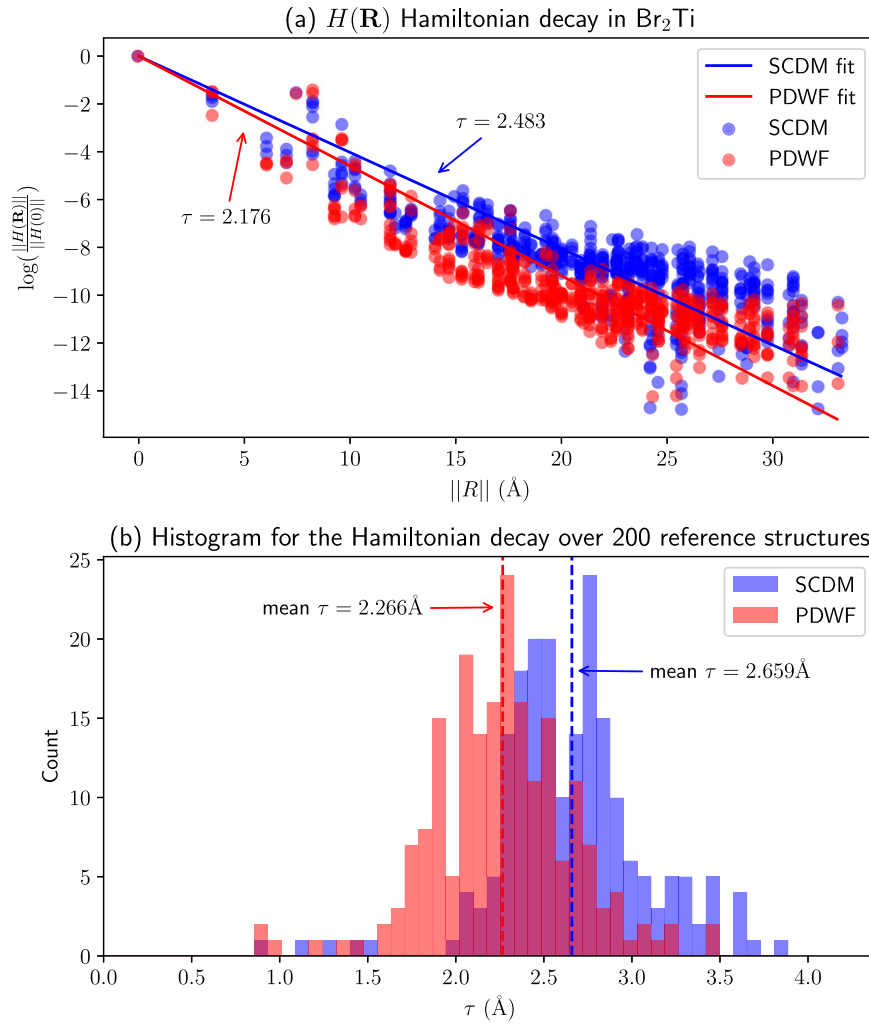 (a) H(R) Hamiltonian decay in Br₂Ti
0
−2
−4
−6
−8
−10
−12
−14
log(||H(R)||/||H(0)||)
SCDM fit
PDWF fit
SCDM
PDWF
τ = 2.483
τ = 2.176
0
5
10
15
20
25
30
||R|| (Å)
(b) Histogram for the Hamiltonian decay over 200 reference structures
25
20
15
10
5
0
Count
SCDM
PDWF
mean τ = 2.266Å
mean τ = 2.659Å
0.0
0.5
1.0
1.5
2.0
2.5
3.0
3.5
4.0
τ (Å)